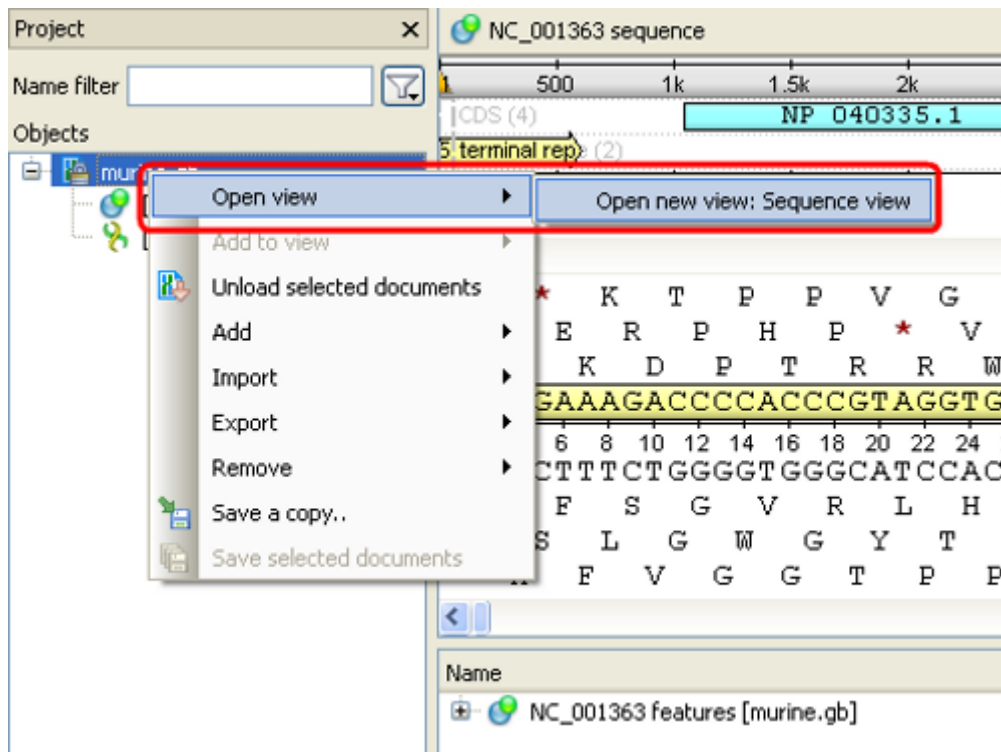 Project
Name filter
Objects
murine.gb
Open view
Add to view
Unload selected documents
Add
Import
Export
Remove
Save a copy..
Save selected documents
Open new view: Sequence view
NC_001363 sequence
1 500 1k 1.5k 2k
CDS (4)
NP 040335.1
5' terminal repe (2)
* K T P P V G
E R P H P * V
K D P T R R W
GAAAGACCCCACCCGTAGGTG
6 8 10 12 14 16 18 20 22 24
CTTTCTGGGGTGGGCATCCAC
F S G V R L H
S L G W G Y T
F V G G T P P
Name
NC_001363 features [murine.gb]